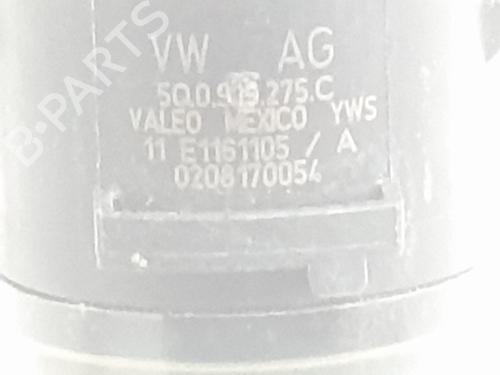 B-PARTS
VW AG
5Q0.919.275.C
VALEO MEXICO YWS
11 E1161105 / A
0208170054